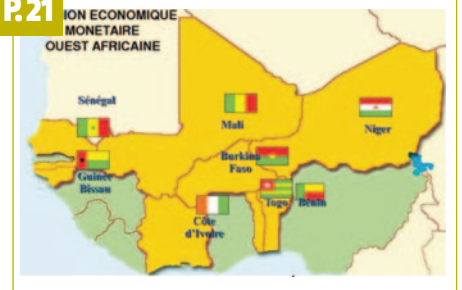 P.21
ION ECONOMIQUE
MONETAIRE
OUEST AFRICAINE
Sénégal
Mali
Niger
Burkina
Faso
Guinée
Bissau
Togo
Bénin
Côte
d'Ivoire